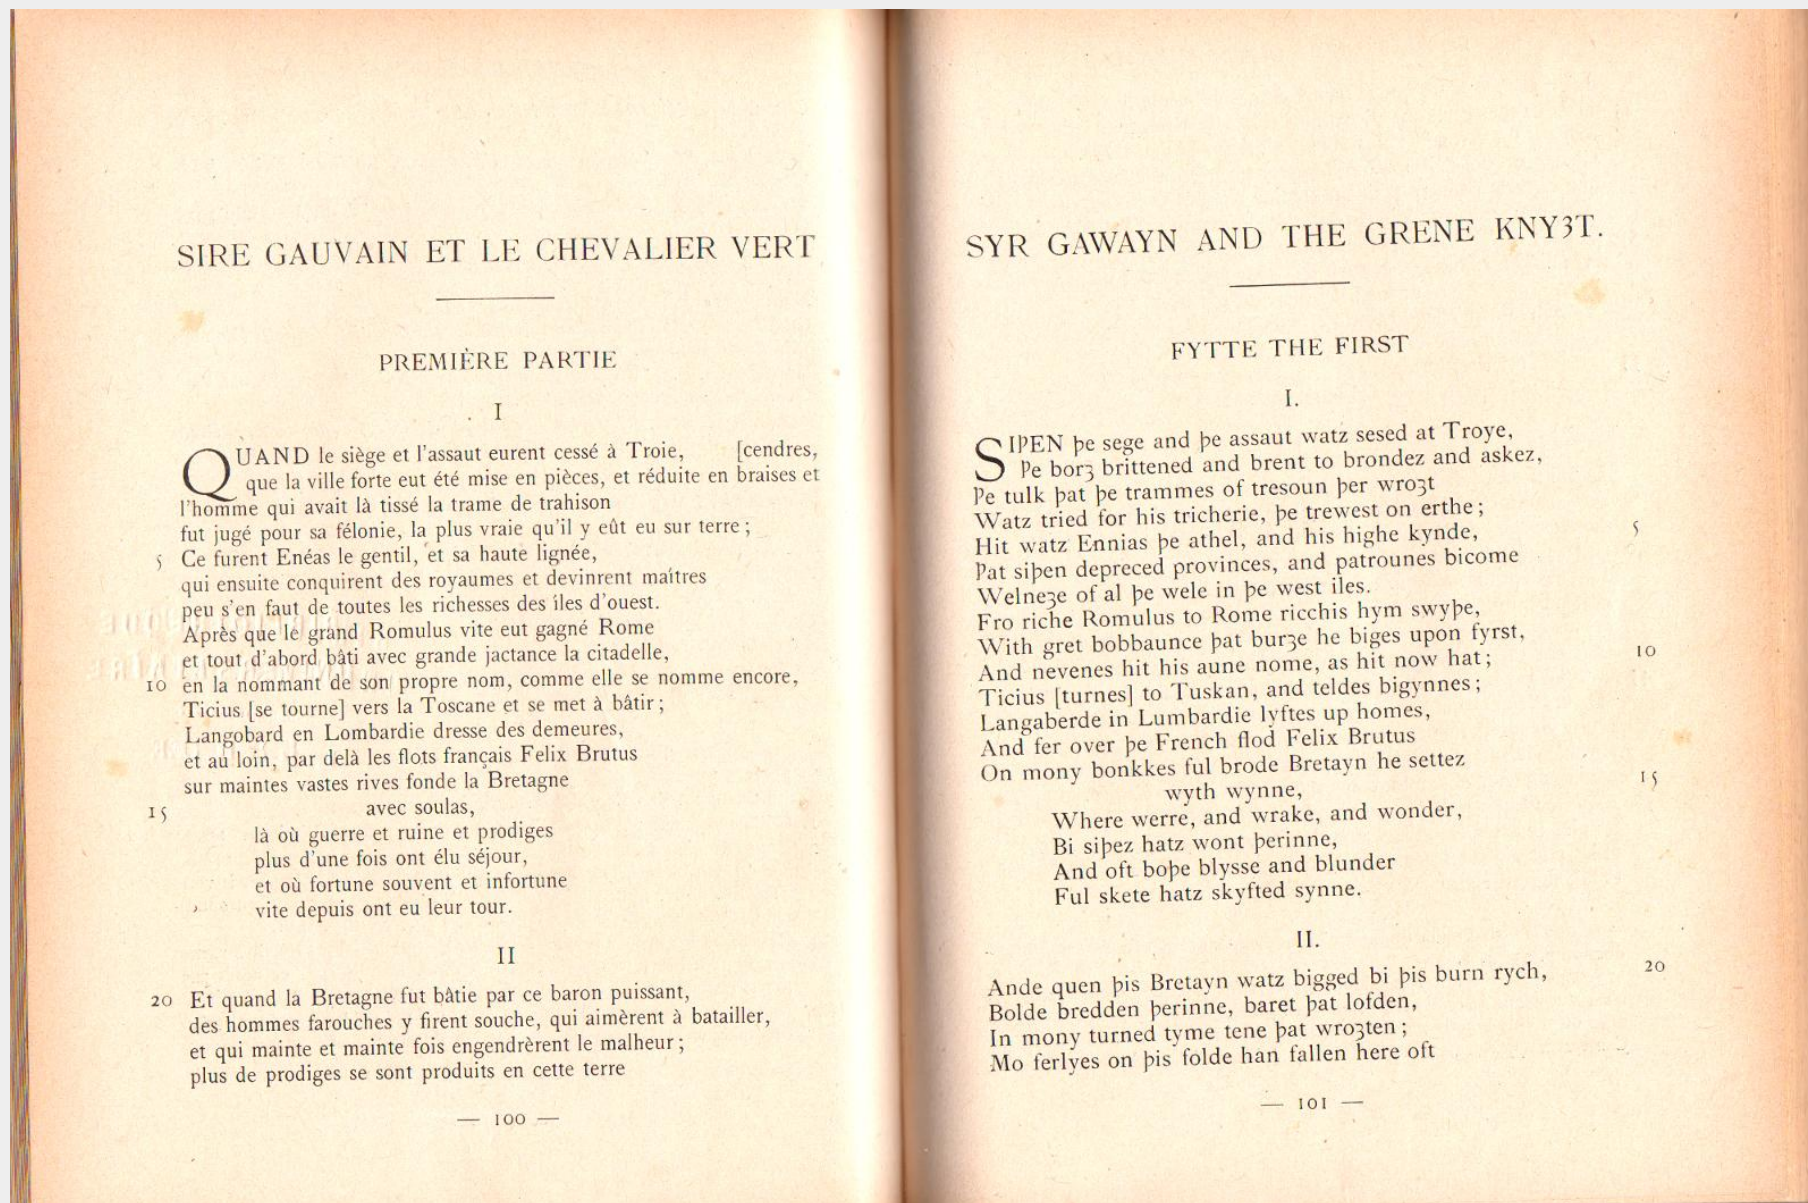 SIRE GAUVAIN ET LE CHEVALIER VERT
PREMIÈRE PARTIE
I
QUAND le siège et l'assaut eurent cessé à Troie, [cendres,
que la ville forte eut été mise en pièces, et réduite en braises et
l'homme qui avait là tissé la trame de trahison
fut jugé pour sa félonie, la plus vraie qu'il y eût eu sur terre ;
5 Ce furent Enéas le gentil, et sa haute lignée,
qui ensuite conquirent des royaumes et devinrent maîtres
peu s'en faut de toutes les richesses des îles d'ouest.
Après que le grand Romulus vite eut gagné Rome
et tout d'abord bâti avec grande jactance la citadelle,
10 en la nommant de son propre nom, comme elle se nomme encore,
Ticius [se tourne] vers la Toscane et se met à bâtir ;
Langobard en Lombardie dresse des demeures,
et au loin, par delà les flots français Felix Brutus
sur maintes vastes rives fonde la Bretagne
15 avec soulas,
là où guerre et ruine et prodiges
plus d'une fois ont élu séjour,
et où fortune souvent et infortune
vite depuis ont eu leur tour.
II
20 Et quand la Bretagne fut bâtie par ce baron puissant,
des hommes farouches y firent souche, qui aimèrent à batailler,
et qui mainte et mainte fois engendrèrent le malheur ;
plus de prodiges se sont produits en cette terre
— 100 —
SYR GAWAYN AND THE GRENE KNYȜT.
FYTTE THE FIRST
I.
SIÞEN þe sege and þe assaut watz sesed at Troye,
Þe borȝ brittened and brent to brondez and askez,
Þe tulk þat þe trammes of tresoun þer wroȝt
Watz tried for his tricherie, þe trewest on erthe ;
Hit watz Ennias þe athel, and his highe kynde, 5
Þat siþen depreced provinces, and patrounes bicome
Welneȝe of al þe wele in þe west iles.
Fro riche Romulus to Rome ricchis hym swyþe,
With gret bobbaunce þat burȝe he biges upon fyrst,
And nevenes hit his aune nome, as hit now hat ; 10
Ticius [turnes] to Tuskan, and teldes bigynnes ;
Langaberde in Lumbardie lyftes up homes,
And fer over þe French flod Felix Brutus
On mony bonkkes ful brode Bretayn he settez
wyth wynne, 15
Where werre, and wrake, and wonder,
Bi siþez hatz wont þerinne,
And oft boþe blysse and blunder
Ful skete hatz skyfted synne.
II.
Ande quen þis Bretayn watz bigged bi þis burn rych, 20
Bolde bredden þerinne, baret þat lofden,
In mony turned tyme tene þat wroȝten ;
Mo ferlyes on þis folde han fallen here oft
— 101 —